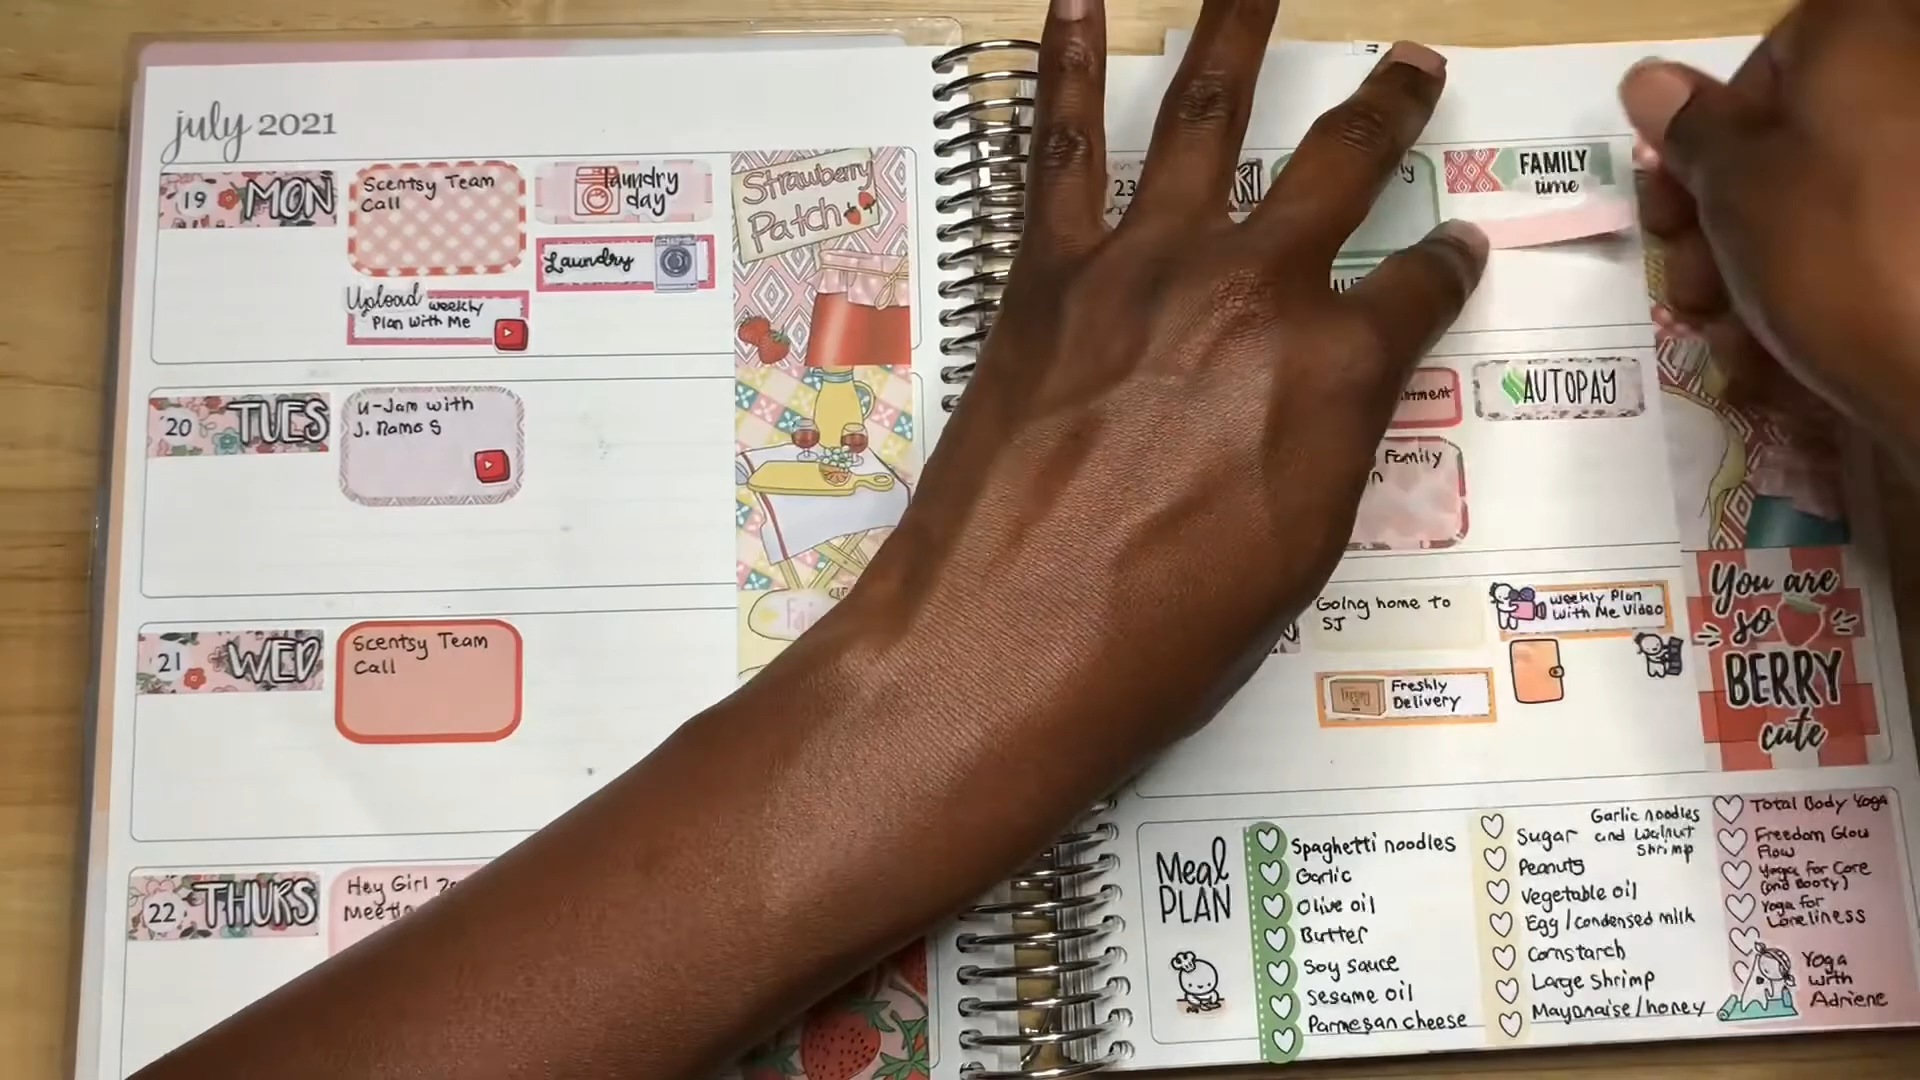 july 2021
19 MON
Scentsy Team
Call
laundry
day
Laundry
Upload weekly
Plan With Me
Strawberry
Patch
20 TUES
U-Jam with
J. Ramo S
21 WED
Scentsy Team
Call
22 THURS
Hey Girl
23
FAMILY
time
AUTOPAY
Family
Going home to
SJ
Weekly Plan
With Me Video
Freshly
Delivery
You are
so
BERRY
cute
Meal
PLAN
Spaghetti noodles
Garlic
Olive oil
Butter
Soy sauce
Sesame oil
Parmesan cheese
Garlic noodles
and walnut
shrimp
Sugar
Peanuts
Vegetable oil
Egg / condensed milk
Cornstarch
Large shrimp
Mayonaise / honey
Total Body Yoga
Freedom Glow
Flow
Yoga for Core
(and Booty)
Yoga for
Loneliness
Yoga
with
Adriene